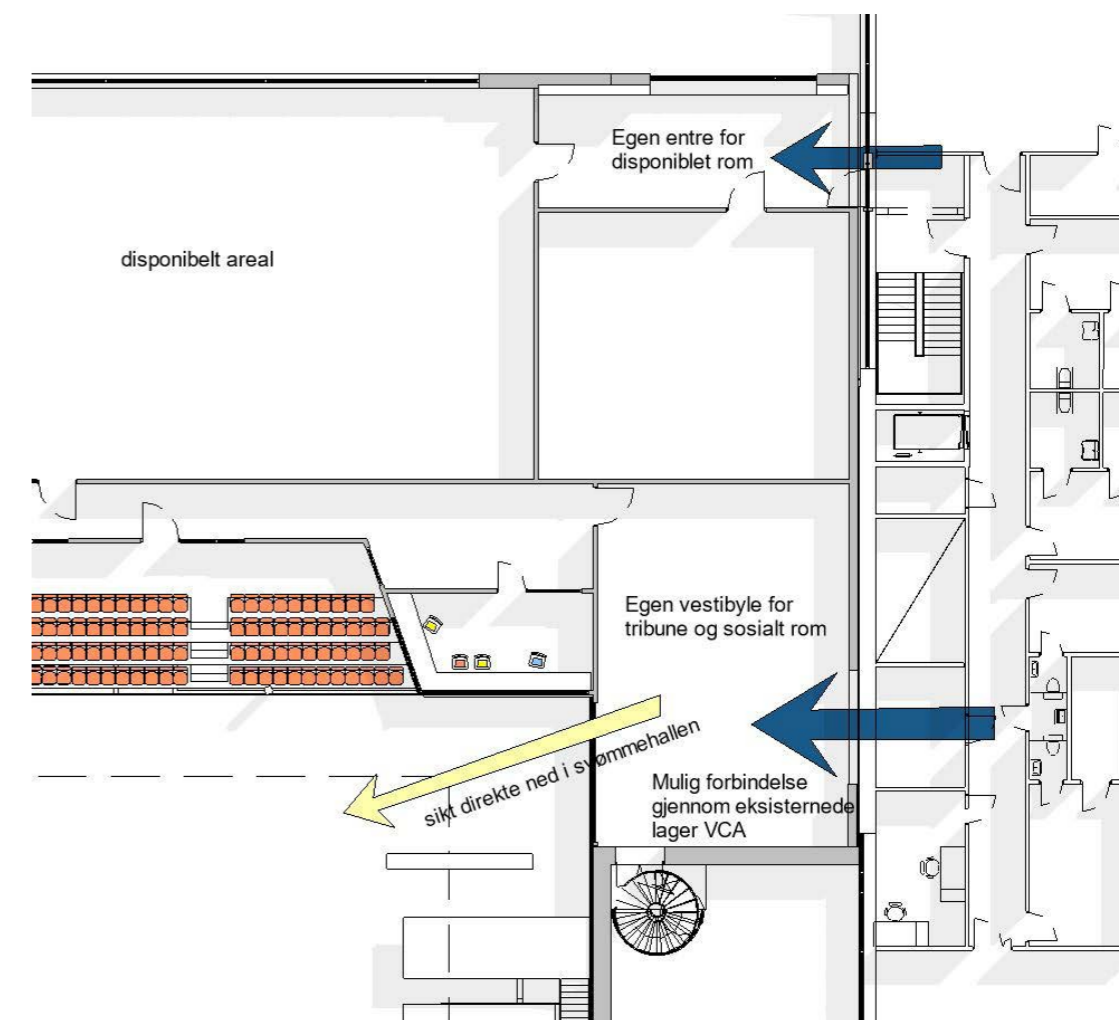 Egen entre for
disponiblet rom
disponibelt areal
Egen vestibyle for
tribune og sosialt rom
sikt direkte ned i svømmehallen
Mulig forbindelse
gjennom eksisternede
lager VCA